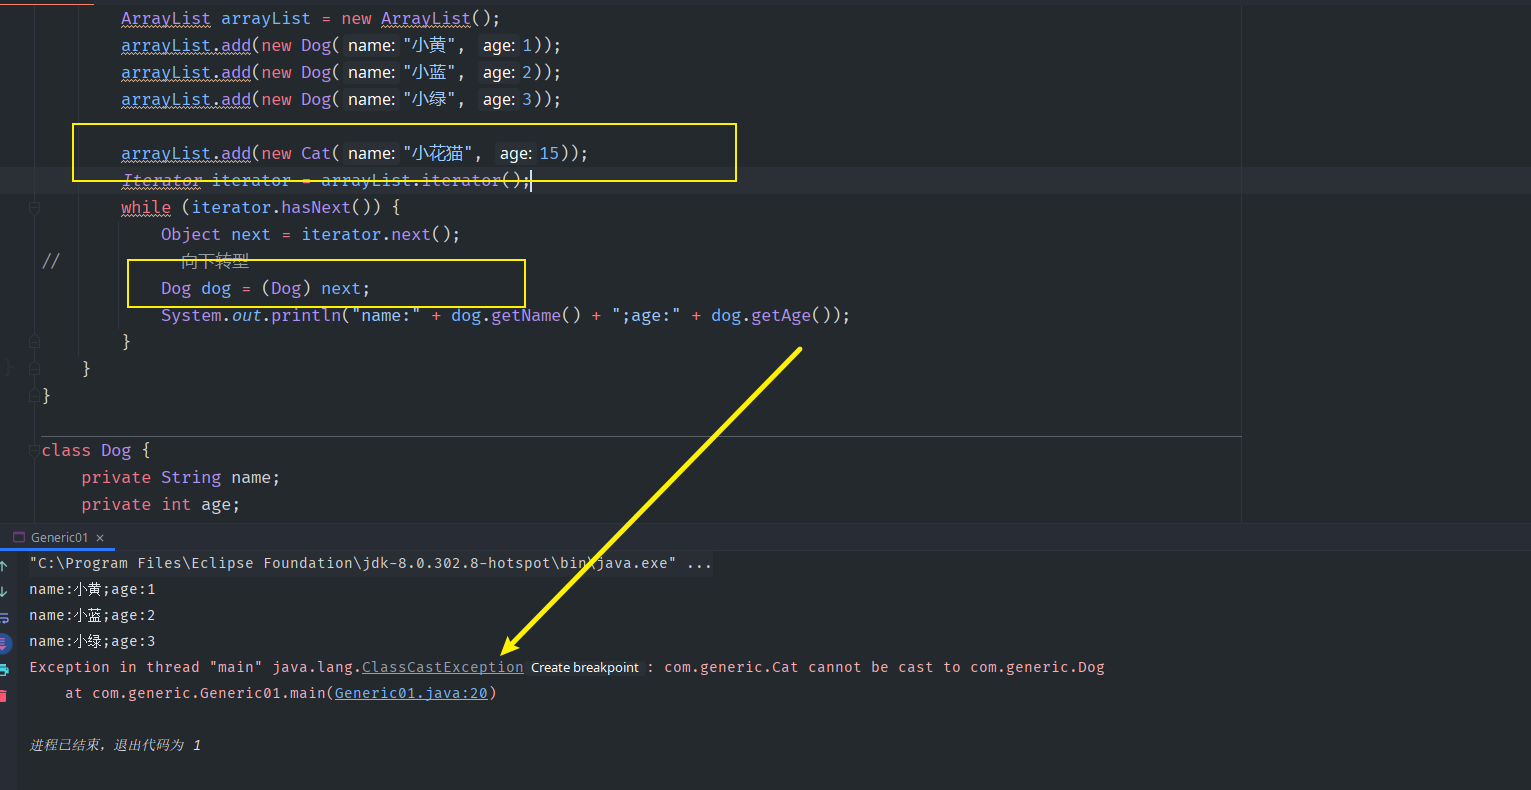 ArrayList arrayList = new ArrayList();
arrayList.add(new Dog( name: "小黄", age: 1));
arrayList.add(new Dog( name: "小蓝", age: 2));
arrayList.add(new Dog( name: "小绿", age: 3));
arrayList.add(new Cat( name: "小花猫", age: 15));
Iterator iterator = arrayList.iterator();
while (iterator.hasNext()) {
Object next = iterator.next();
// 向下转型
Dog dog = (Dog) next;
System.out.println("name:" + dog.getName() + ";age:" + dog.getAge());
}
}
}
class Dog {
private String name;
private int age;
Generic01 ×
"C:\Program Files\Eclipse Foundation\jdk-8.0.302.8-hotspot\bin\java.exe" ...
name:小黄;age:1
name:小蓝;age:2
name:小绿;age:3
Exception in thread "main" java.lang.ClassCastException Create breakpoint : com.generic.Cat cannot be cast to com.generic.Dog
at com.generic.Generic01.main(Generic01.java:20)
进程已结束，退出代码为 1